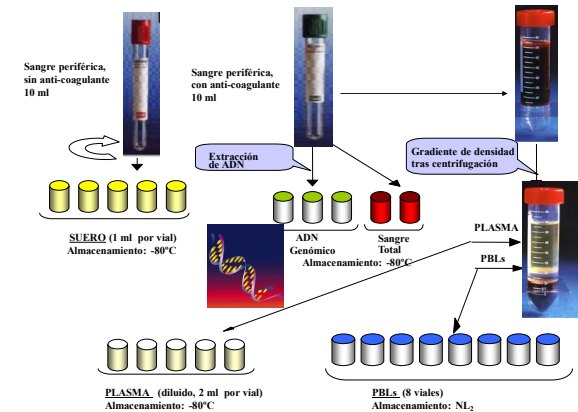 Sangre periférica,
sin anti-coagulante
10 ml
Sangre periférica,
con anti-coagulante
10 ml
Extracción
de ADN
Gradiente de densidad
tras centrifugación
SUERO (1 ml por vial)
Almacenamiento: -80ºC
ADN
Genómico
Sangre
Total
Almacenamiento: -80ºC
PLASMA
PBLs
PLASMA (diluido, 2 ml por vial)
Almacenamiento: -80ºC
PBLs (8 viales)
Almacenamiento: NL2